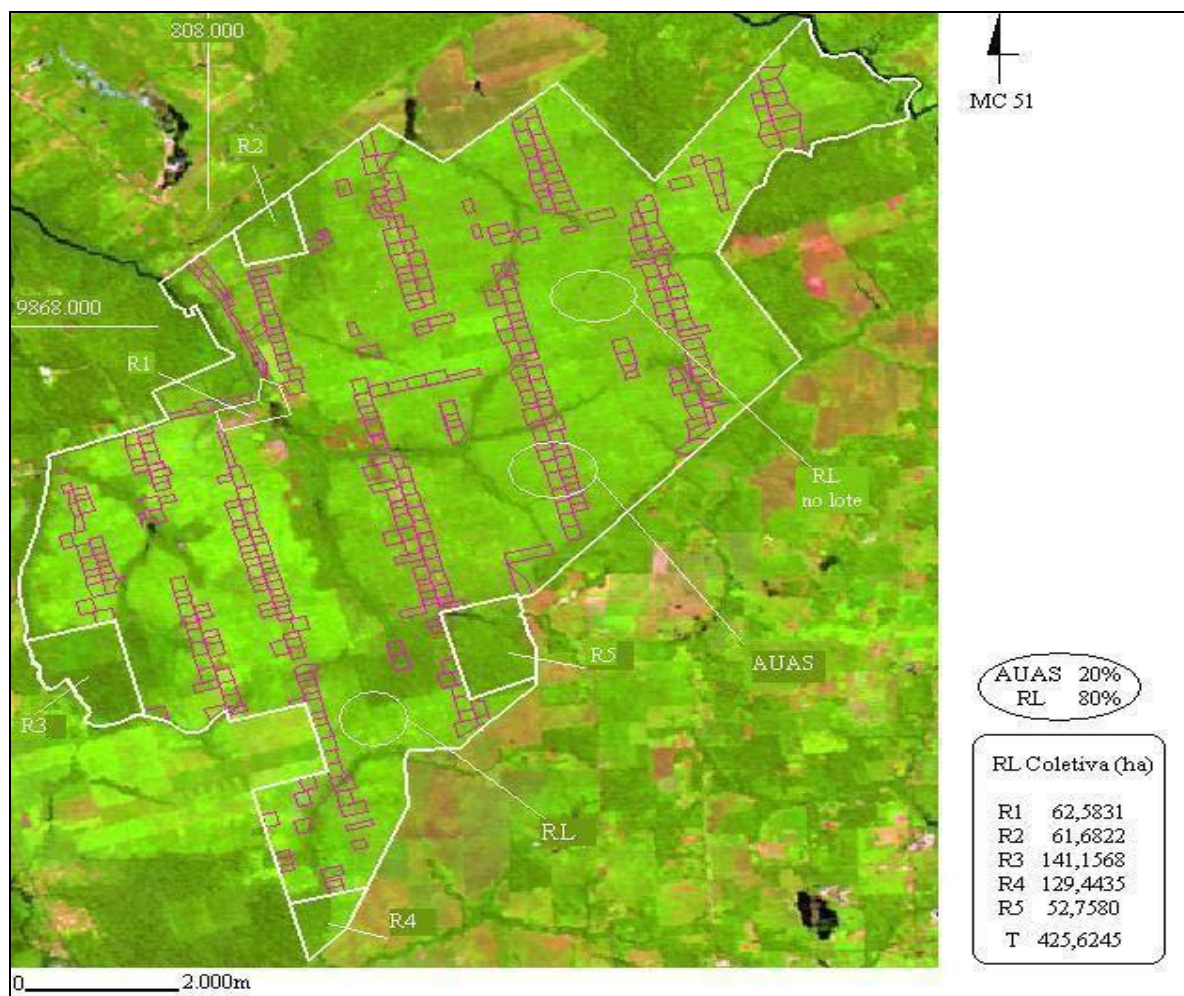 808.000
MC 51
R2
9868.000
R1
RL
no lote
R5
AUAS
R3
RL
R4
AUAS 20%
RL 80%
RL Coletiva (ha)
R1 62,5831
R2 61,6822
R3 141,1568
R4 129,4435
R5 52,7580
T 425,6245
0 2.000m